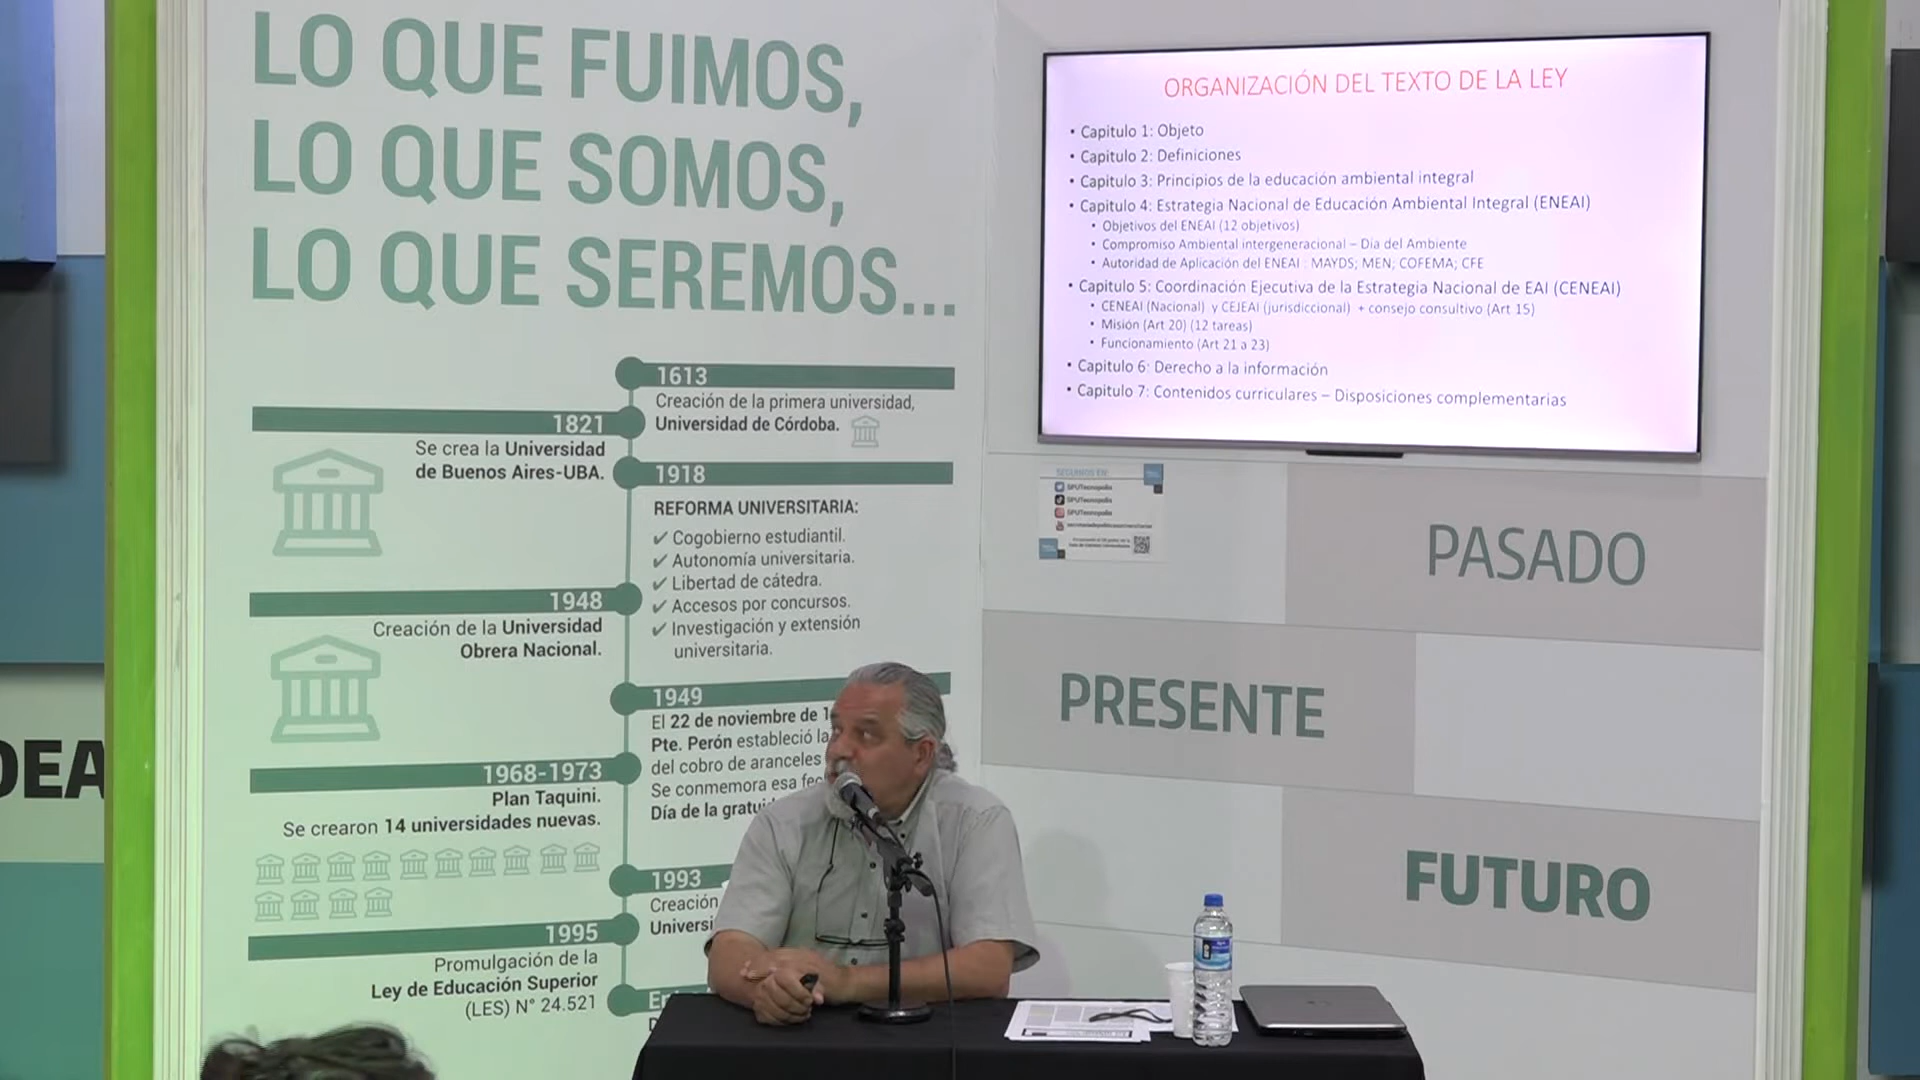 LO QUE FUIMOS,
LO QUE SOMOS,
LO QUE SEREMOS...
1613
Creación de la primera universidad,
Universidad de Córdoba.
1821
Se crea la Universidad
de Buenos Aires-UBA.
1918
REFORMA UNIVERSITARIA:
✓ Cogobierno estudiantil.
✓ Autonomía universitaria.
✓ Libertad de cátedra.
✓ Accesos por concursos.
✓ Investigación y extensión
universitaria.
1948
Creación de la Universidad
Obrera Nacional.
1949
El 22 de noviembre de
Pte. Perón estableció la
del cobro de aranceles
Se conmemora esa
Día de la
1968-1973
Plan Taquini.
Se crearon 14 universidades nuevas.
1993
Creación
1995
Promulgación de la
Ley de Educación Superior
(LES) N° 24.521
ORGANIZACIÓN DEL TEXTO DE LA LEY
• Capitulo 1: Objeto
• Capitulo 2: Definiciones
• Capitulo 3: Principios de la educación ambiental integral
• Capitulo 4: Estrategia Nacional de Educación Ambiental Integral (ENEAI)
• Objetivos del ENEAI (12 objetivos)
• Compromiso Ambiental intergeneracional – Dia del Ambiente
• Autoridad de Aplicación del ENEAI : MAYDS; MEN; COFEMA; CFE
• Capitulo 5: Coordinación Ejecutiva de la Estrategia Nacional de EAI (CENEAI)
• CENEAI (Nacional) y CEJEAI (jurisdiccional) + consejo consultivo (Art 15)
• Misión (Art 20) (12 tareas)
• Funcionamiento (Art 21 a 23)
• Capitulo 6: Derecho a la información
• Capitulo 7: Contenidos curriculares – Disposiciones complementarias
SEGUINOS EN:
SPUTecnopolis
SPUTecnopolis
SPUTecnopolis
PASADO
PRESENTE
FUTURO
DEA